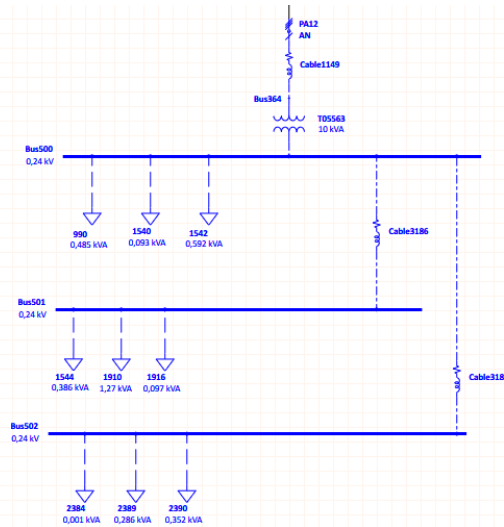 PA12
AN
Cable1149
Bus364
T05563
10 kVA
Bus500
0,24 kV
990
0,485 kVA
1540
0,093 kVA
1542
0,592 kVA
Cable3186
Bus501
0,24 kV
1544
0,386 kVA
1910
1,27 kVA
1916
0,097 kVA
Cable318
Bus502
0,24 kV
2384
0,001 kVA
2389
0,286 kVA
2390
0,352 kVA